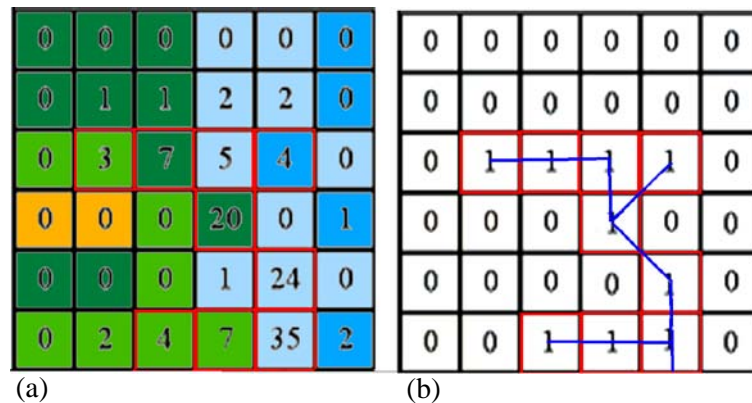 0 0 0 0 0 0
0 1 1 2 2 0
0 3 7 5 4 0
0 0 0 20 0 1
0 0 0 1 24 0
0 2 4 7 35 2
(a)
0 0 0 0 0 0
0 0 0 0 0 0
0 1 1 1 1 0
0 0 0 1 0 0
0 0 0 0 1 0
0 0 1 1 1 0
(b)